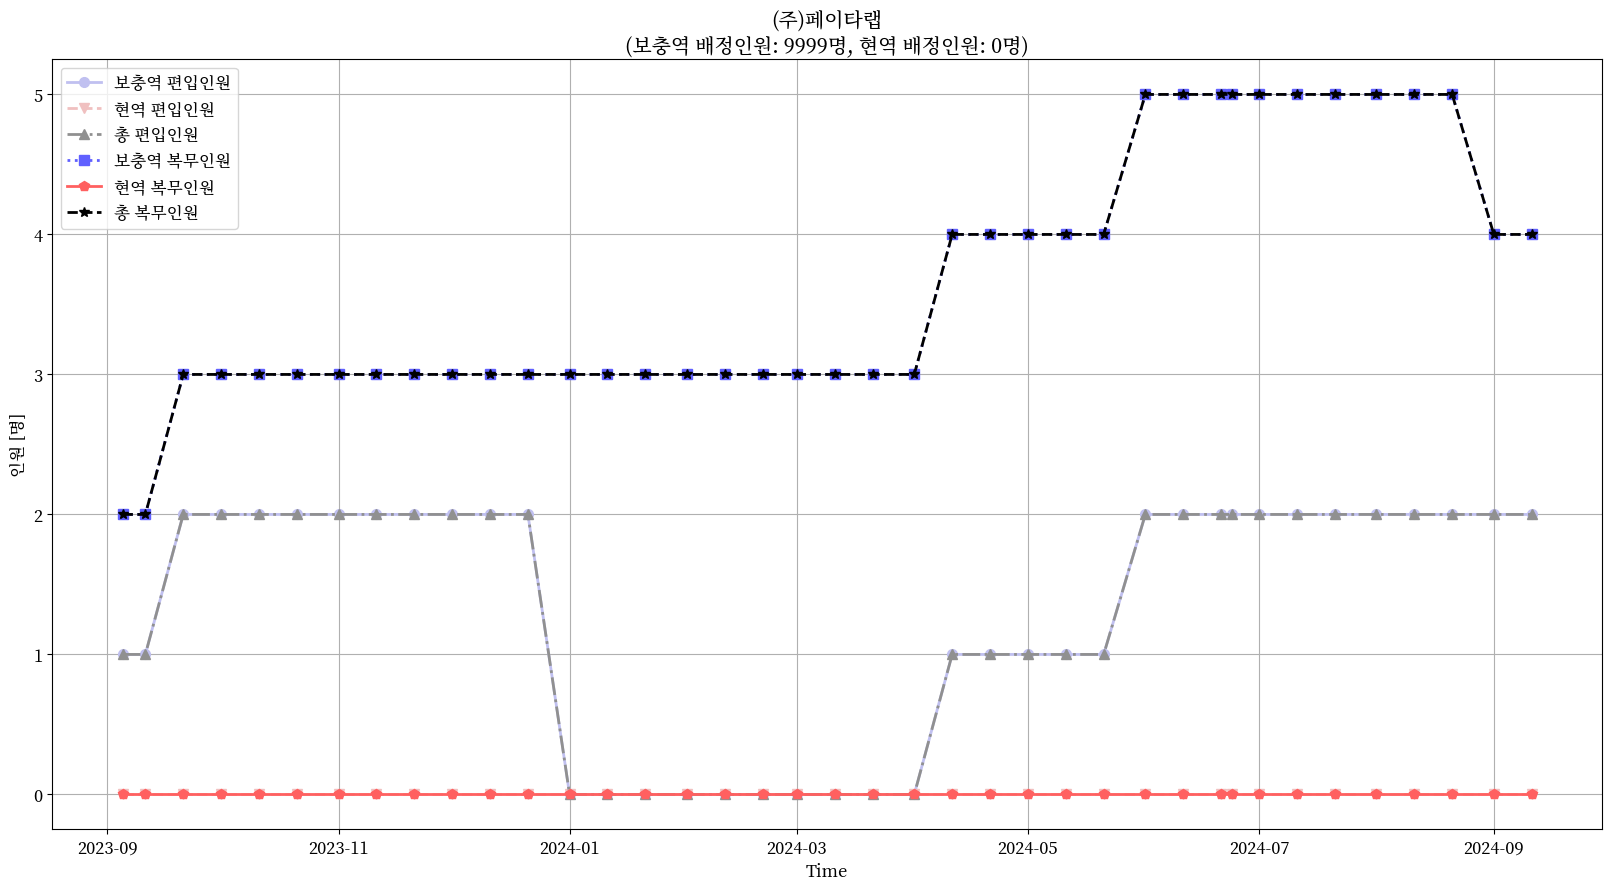 (주)페이타랩
(보충역 배정인원: 9999명, 현역 배정인원: 0명)
보충역 편입인원
현역 편입인원
총 편입인원
보충역 복무인원
현역 복무인원
총 복무인원
5
4
3
2
1
0
인원 [명]
2023-09
2023-11
2024-01
2024-03
2024-05
2024-07
2024-09
Time